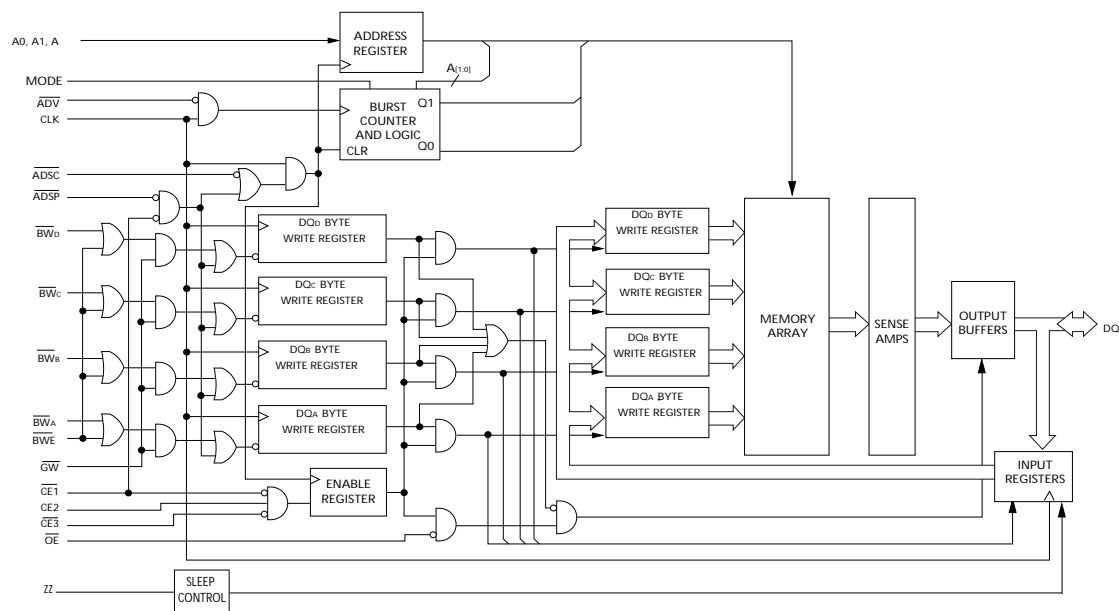 A0, A1, A
ADDRESS
REGISTER
MODE
A[1:0]
ADV
CLK
BURST
COUNTER
AND LOGIC
CLR
Q1
Q0
ADSC
ADSP
BWD
DQD BYTE
WRITE REGISTER
DQD BYTE
WRITE REGISTER
BWC
DQC BYTE
WRITE REGISTER
DQC BYTE
WRITE REGISTER
BWB
DQB BYTE
WRITE REGISTER
DQB BYTE
WRITE REGISTER
BWA
BWE
DQA BYTE
WRITE REGISTER
DQA BYTE
WRITE REGISTER
MEMORY
ARRAY
SENSE
AMPS
OUTPUT
BUFFERS
DQ
GW
CE1
CE2
CE3
OE
ENABLE
REGISTER
INPUT
REGISTERS
ZZ
SLEEP
CONTROL